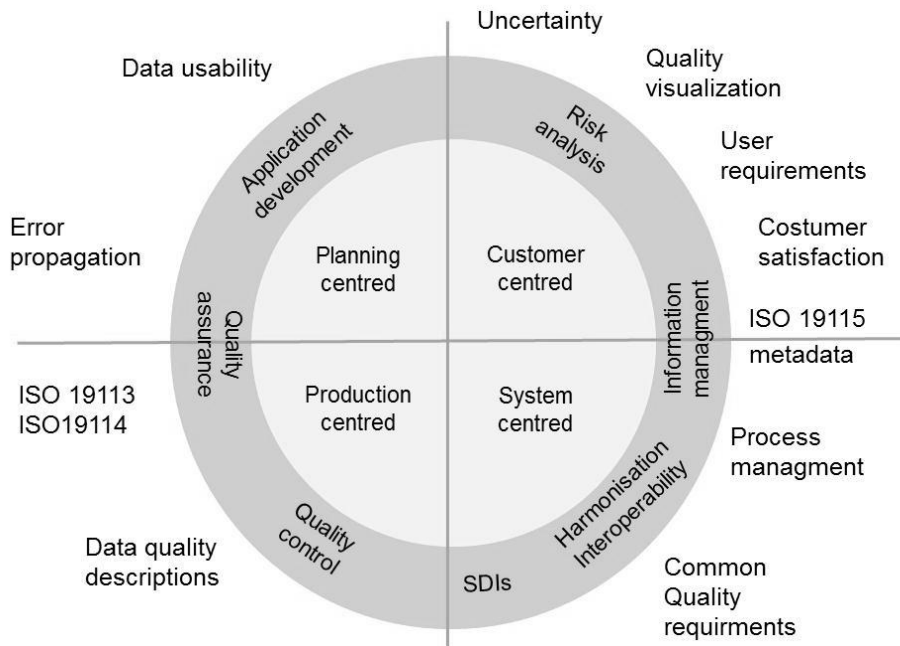 Uncertainty
Data usability
Quality
visualization
Application
development
Risk
analysis
User
requirements
Error
propagation
Planning
centred
Customer
centred
Costumer
satisfaction
Quality
assurance
Information
managment
ISO 19115
metadata
ISO 19113
ISO19114
Production
centred
System
centred
Process
managment
Harmonisation
Interoperability
Quality
control
Data quality
descriptions
SDIs
Common
Quality
requirments